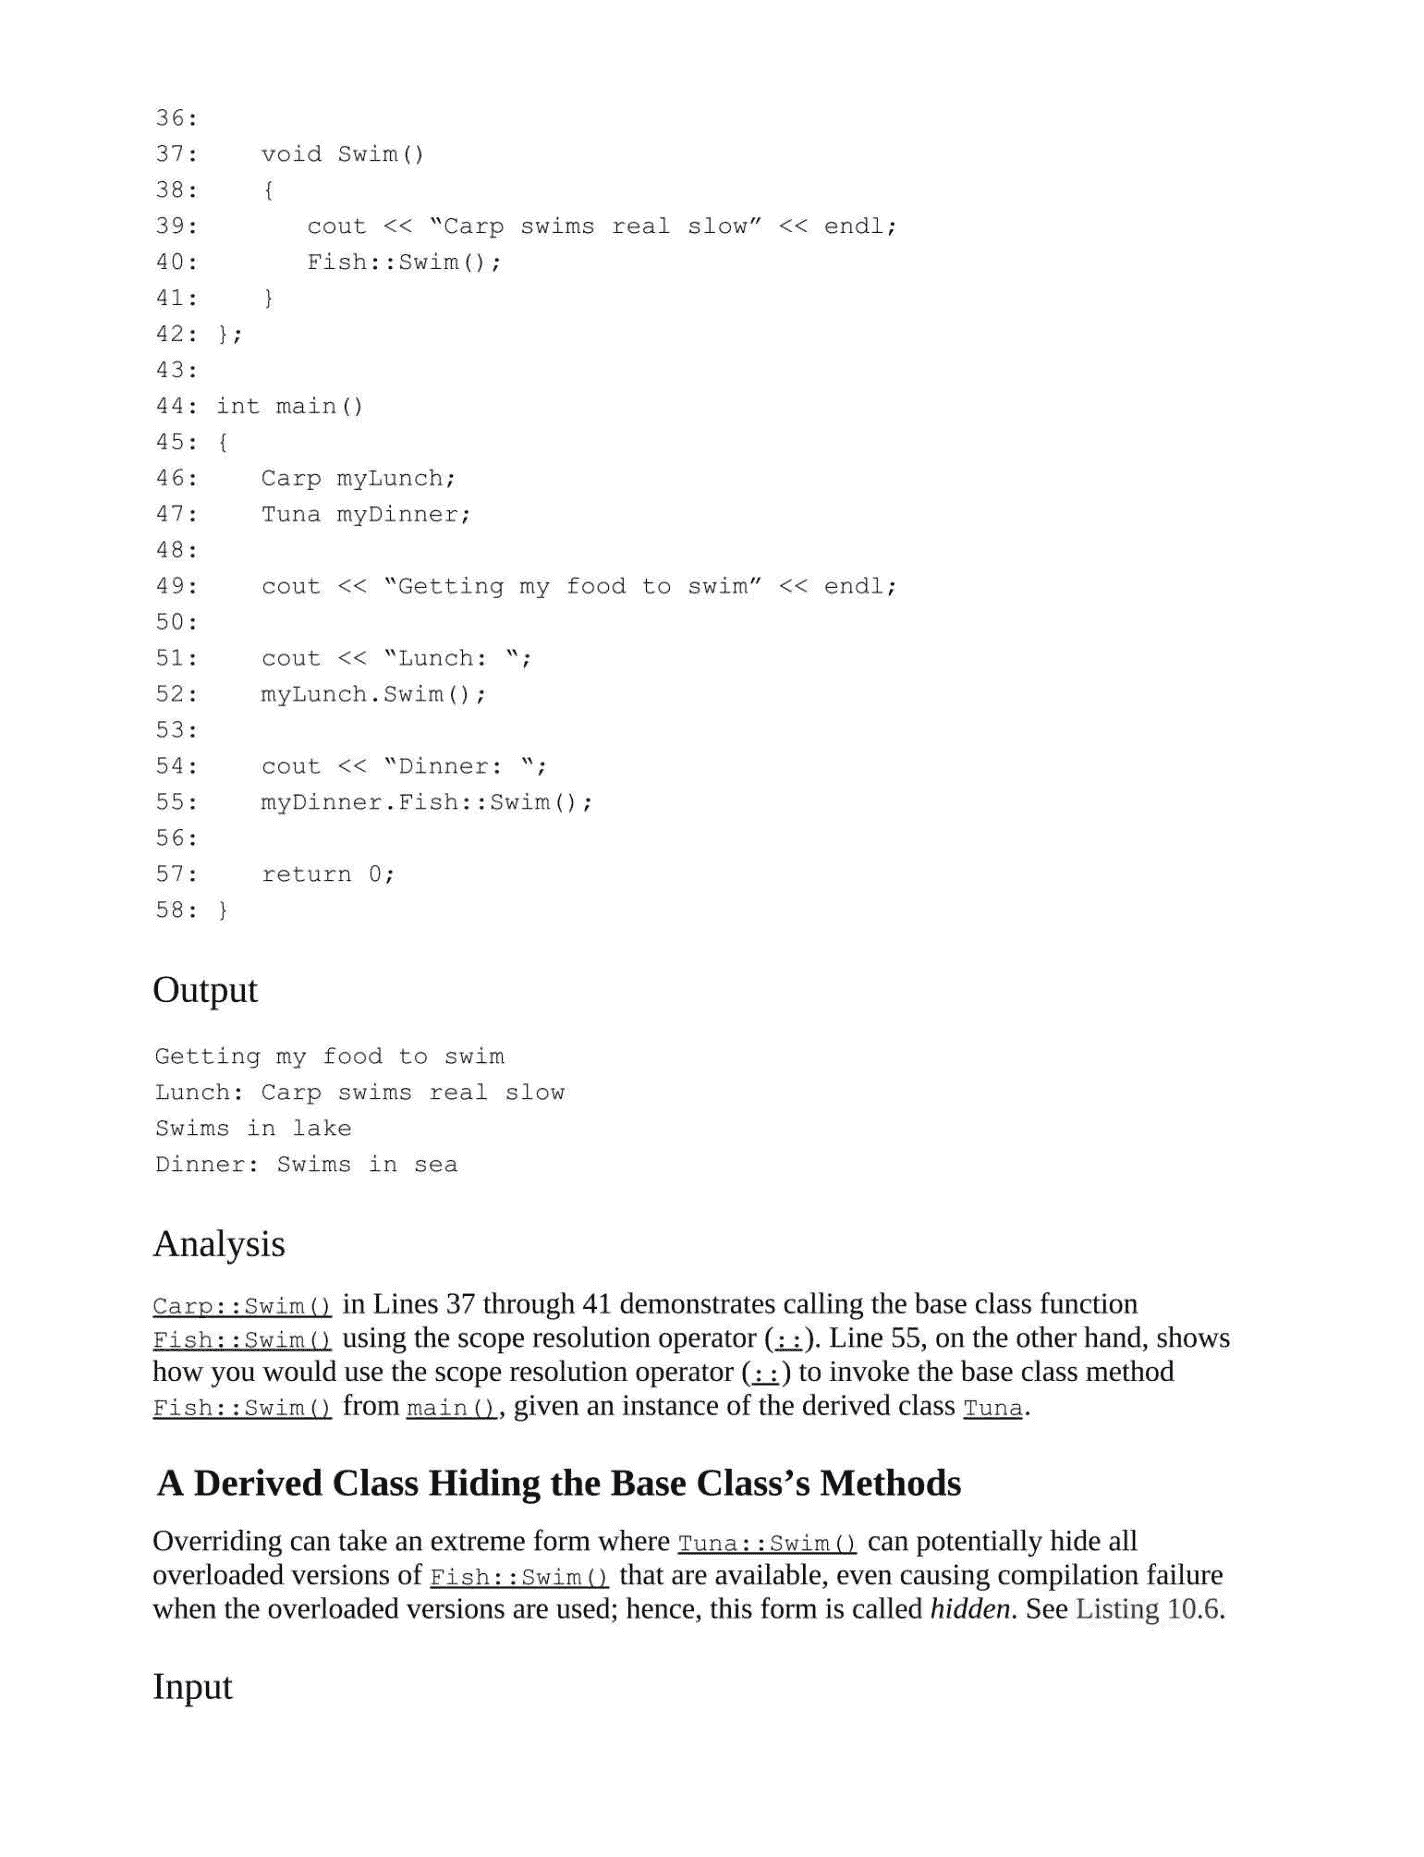 36:
37:    void Swim()
38:    {
39:       cout << “Carp swims real slow” << endl;
40:       Fish::Swim();
41:    }
42: };
43:
44: int main()
45: {
46:    Carp myLunch;
47:    Tuna myDinner;
48:
49:    cout << “Getting my food to swim” << endl;
50:
51:    cout << “Lunch: “;
52:    myLunch.Swim();
53:
54:    cout << “Dinner: “;
55:    myDinner.Fish::Swim();
56:
57:    return 0;
58: }
Output
Getting my food to swim
Lunch: Carp swims real slow
Swims in lake
Dinner: Swims in sea
Analysis
Carp::Swim() in Lines 37 through 41 demonstrates calling the base class function
Fish::Swim() using the scope resolution operator (::). Line 55, on the other hand, shows
how you would use the scope resolution operator (::) to invoke the base class method
Fish::Swim() from main(), given an instance of the derived class Tuna.
A Derived Class Hiding the Base Class’s Methods
Overriding can take an extreme form where Tuna::Swim() can potentially hide all
overloaded versions of Fish::Swim() that are available, even causing compilation failure
when the overloaded versions are used; hence, this form is called hidden. See Listing 10.6.
Input